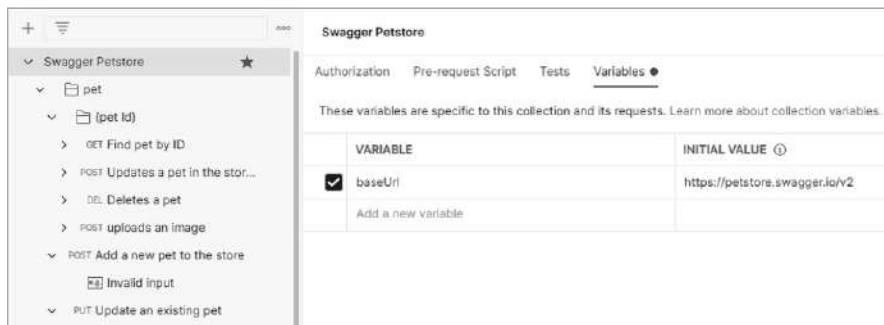 +
ooo
Swagger Petstore
pet
{pet Id}
GET Find pet by ID
POST Updates a pet in the stor...
DEL Deletes a pet
POST uploads an image
POST Add a new pet to the store
e.g. Invalid input
PUT Update an existing pet
Swagger Petstore
Authorization Pre-request Script Tests Variables
These variables are specific to this collection and its requests. Learn more about collection variables.
VARIABLE INITIAL VALUE
baseUrl https://petstore.swagger.io/v2
Add a new variable